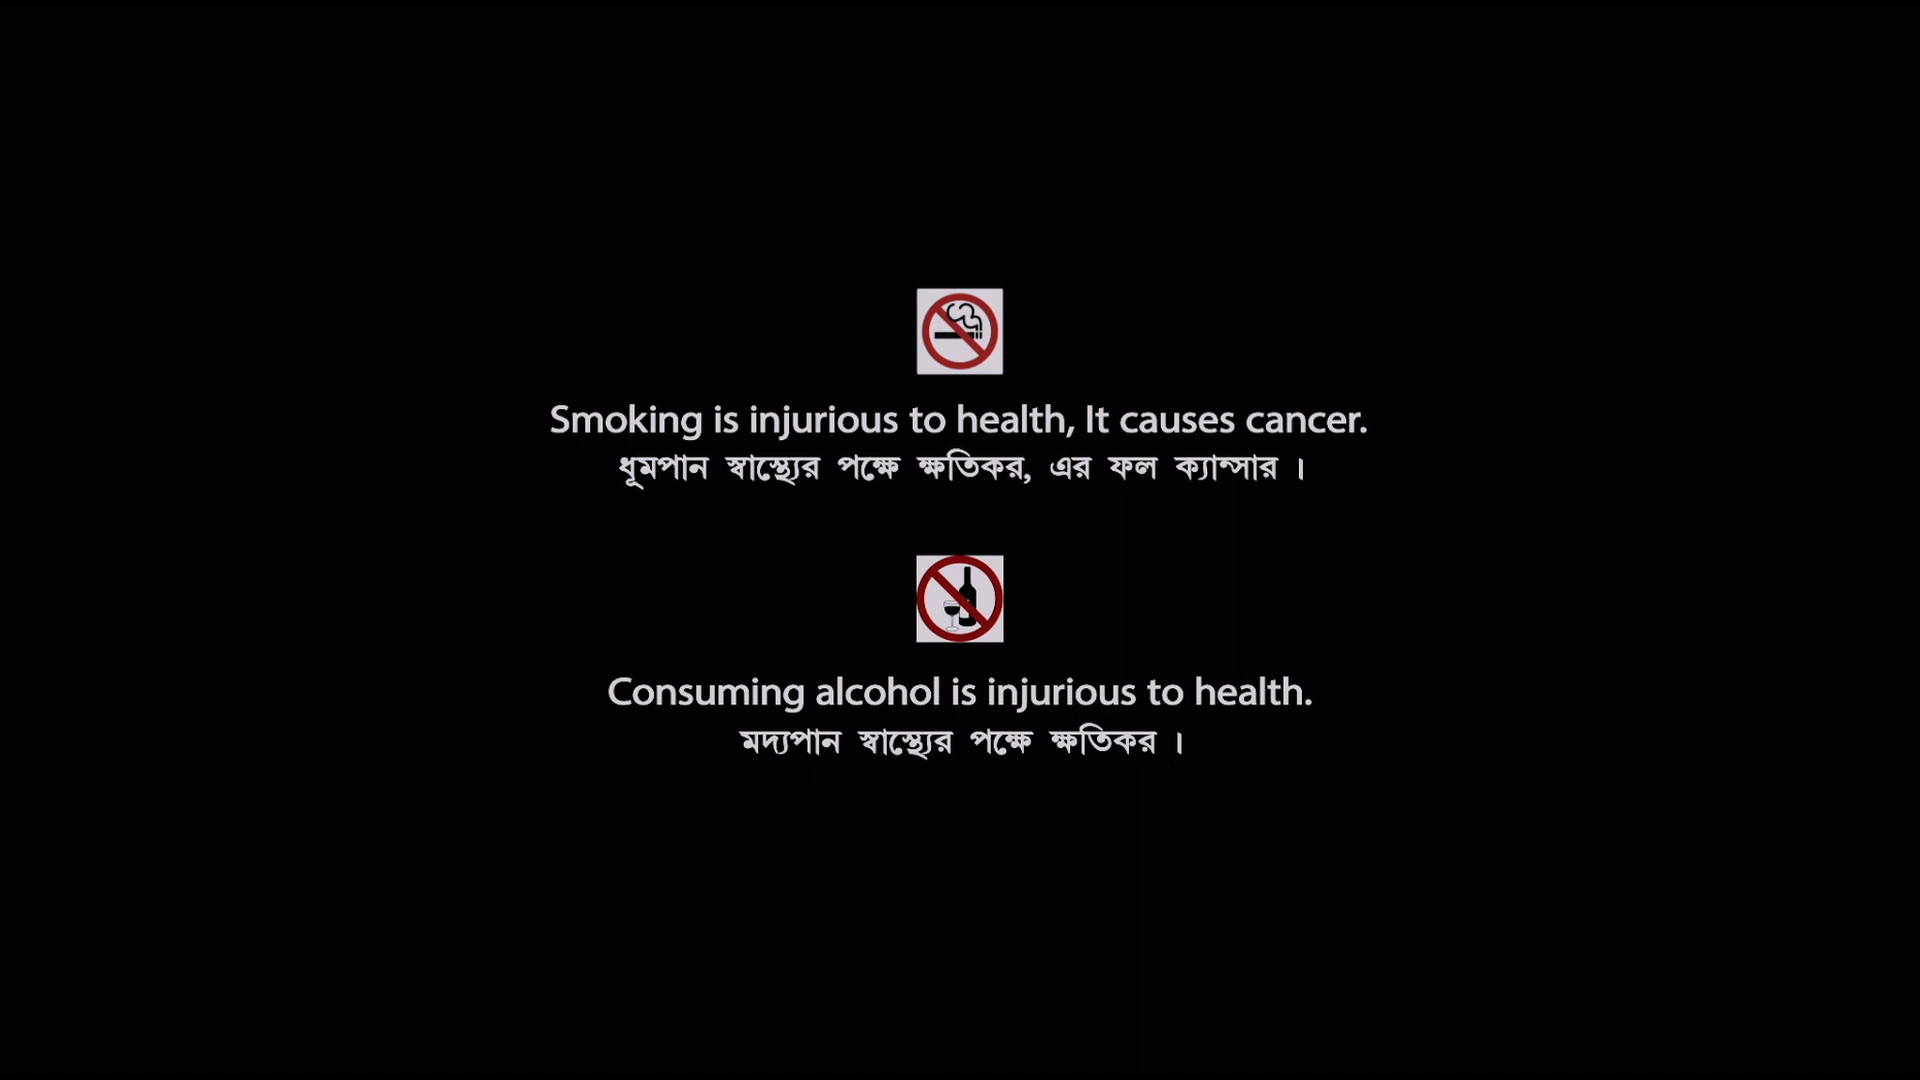 Smoking is injurious to health, It causes cancer.
ধূমপান স্বাস্থ্যের পক্ষে ক্ষতিকর, এর ফল ক্যান্সার ।
Consuming alcohol is injurious to health.
মদ্যপান স্বাস্থ্যের পক্ষে ক্ষতিকর ।